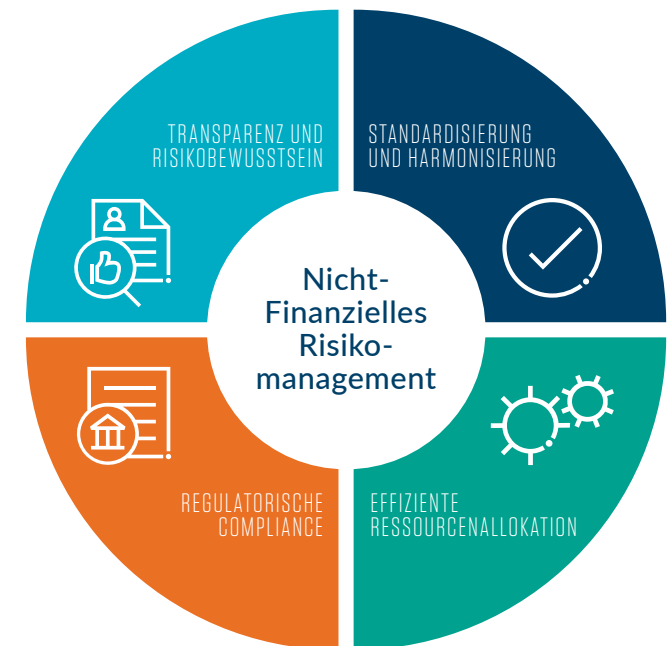 TRANSPARENZ UND
RISIKOBEWUSSTSEIN
STANDARDISIERUNG
UND HARMONISIERUNG
Nicht-
Finanzielles
Risiko-
management
REGULATORISCHE
COMPLIANCE
EFFIZIENTE
RESSOURCENALLOKATION